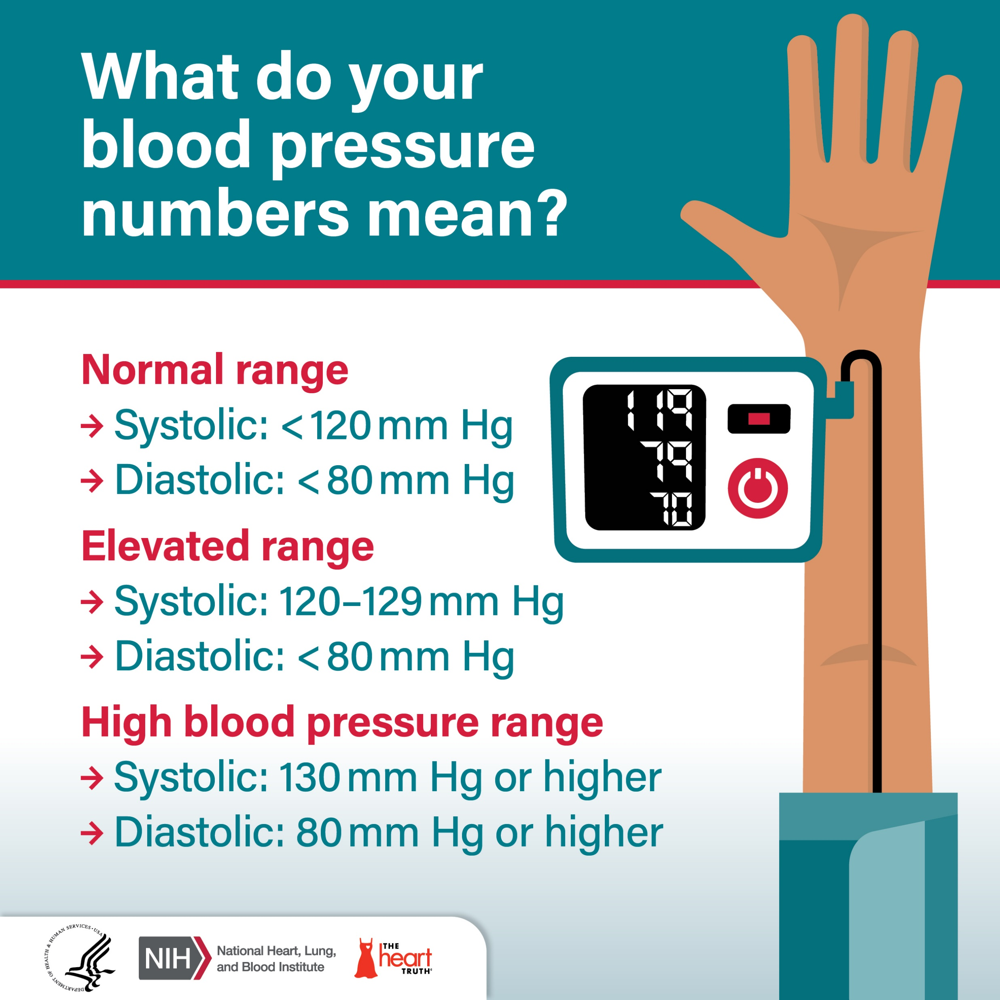 What do your
blood pressure
numbers mean?
Normal range
→ Systolic: <120 mm Hg
→ Diastolic: <80 mm Hg
Elevated range
→ Systolic: 120–129 mm Hg
→ Diastolic: <80 mm Hg
High blood pressure range
→ Systolic: 130 mm Hg or higher
→ Diastolic: 80 mm Hg or higher
119
79
70
DEPARTMENT OF HEALTH & HUMAN SERVICES • USA
NIH
National Heart, Lung,
and Blood Institute
THE
heart
TRUTH®